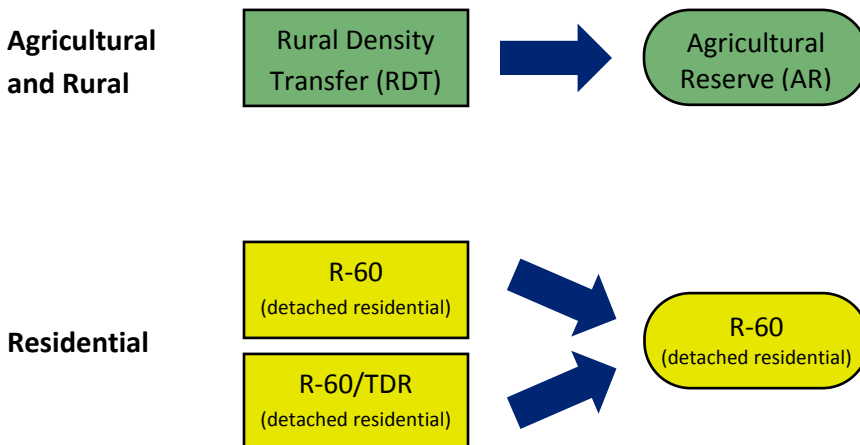 Agricultural
and Rural
Rural Density
Transfer (RDT)
Agricultural
Reserve (AR)
Residential
R-60
(detached residential)
R-60/TDR
(detached residential)
R-60
(detached residential)